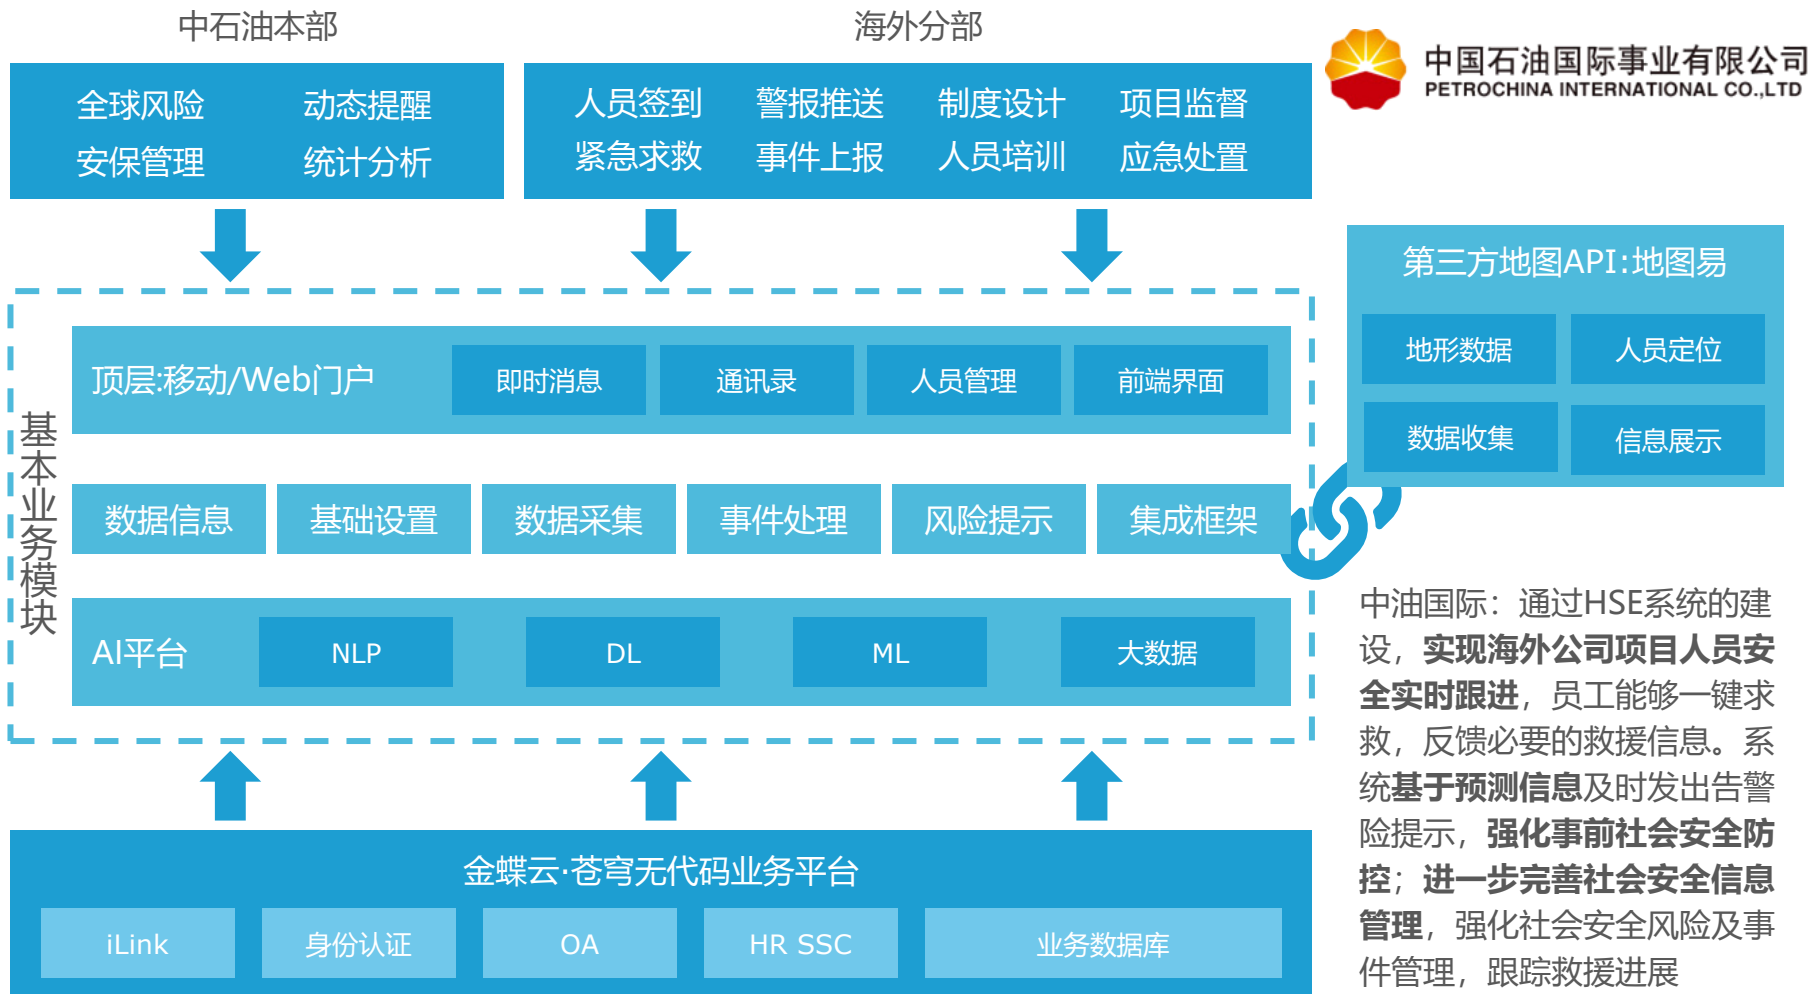 中石油本部
海外分部
中国石油国际事业有限公司
PETROCHINA INTERNATIONAL CO.,LTD
全球风险 动态提醒
安保管理 统计分析
人员签到 警报推送 制度设计 项目监督
紧急求救 事件上报 人员培训 应急处置
第三方地图API:地图易
地形数据 人员定位
数据收集 信息展示
基本业务模块
顶层:移动/Web门户 即时消息 通讯录 人员管理 前端界面
数据信息 基础设置 数据采集 事件处理 风险提示 集成框架
AI平台 NLP DL ML 大数据
金蝶云·苍穹无代码业务平台
iLink 身份认证 OA HR SSC 业务数据库
中油国际：通过HSE系统的建
设，实现海外公司项目人员安
全实时跟进，员工能够一键求
救，反馈必要的救援信息。系
统基于预测信息及时发出告警
险提示，强化事前社会安全防
控；进一步完善社会安全信息
管理，强化社会安全风险及事
件管理，跟踪救援进展